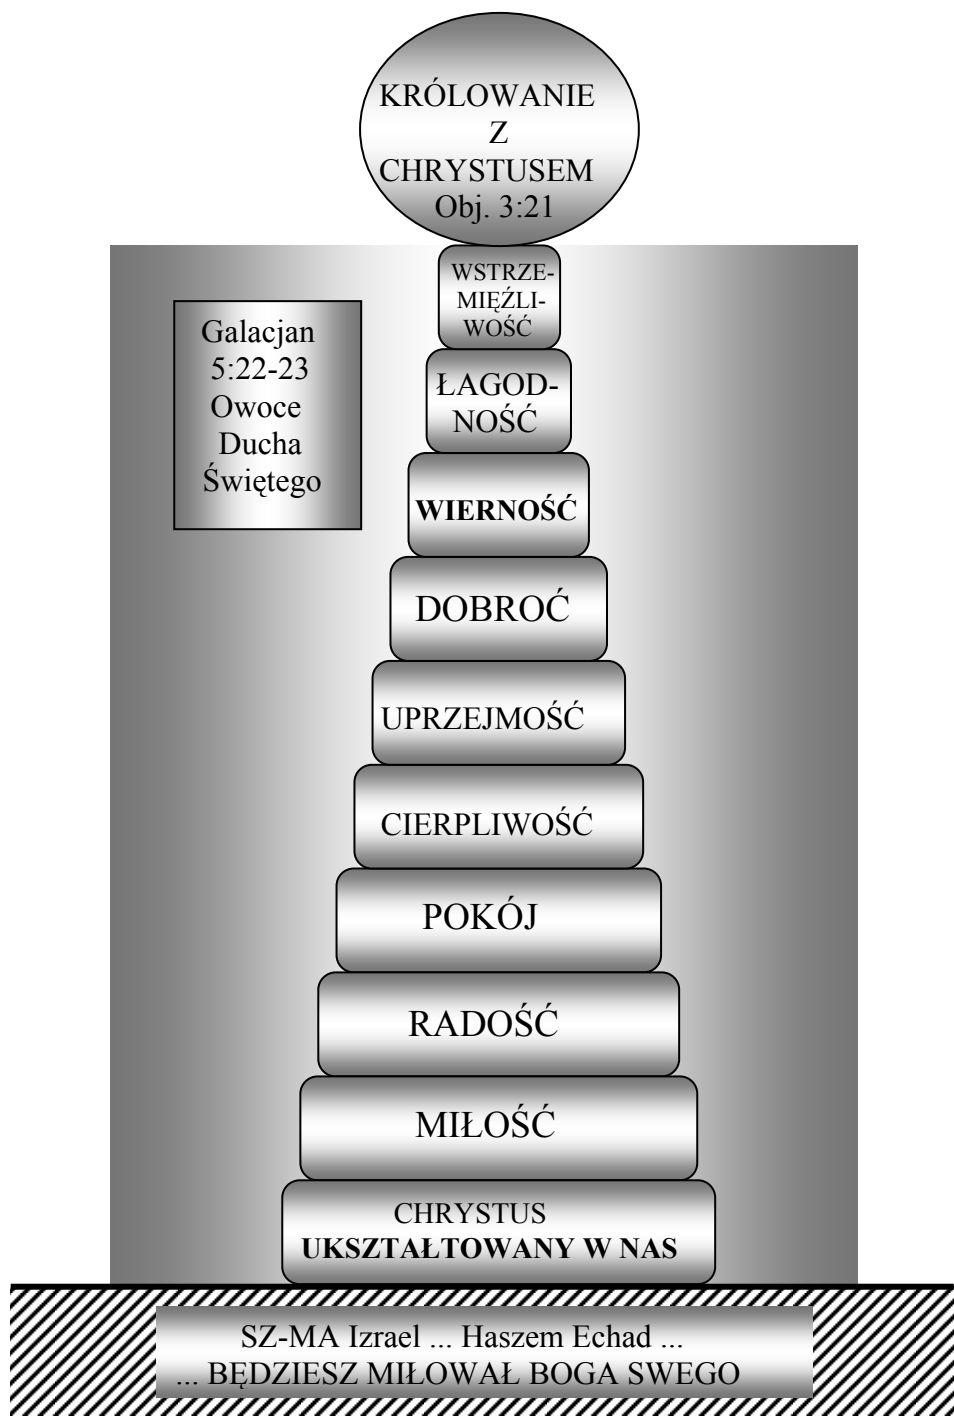 KRÓLOWANIE
Z
CHRYSTUSEM
Obj. 3:21
WSTRZE-
MIĘŹLI-
WOŚĆ
Galacjan
5:22-23
Owoce
Ducha
Świętego
ŁAGOD-
NOŚĆ
WIERNOŚĆ
DOBROĆ
UPRZEJMOŚĆ
CIERPLIWOŚĆ
POKÓJ
RADOŚĆ
MIŁOŚĆ
CHRYSTUS
UKSZTAŁTOWANY W NAS
SZ-MA Izrael ... Haszem Echad ...
... BĘDZIESZ MIŁOWAŁ BOGA SWEGO